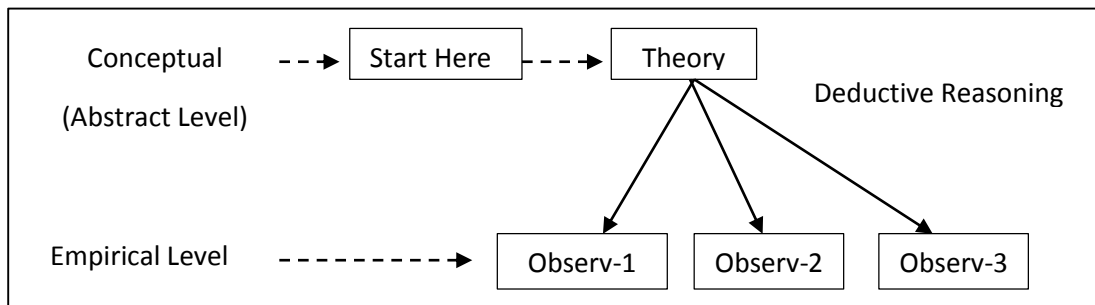 Conceptual
Start Here
Theory
(Abstract Level)
Deductive Reasoning
Empirical Level
Observ-1
Observ-2
Observ-3